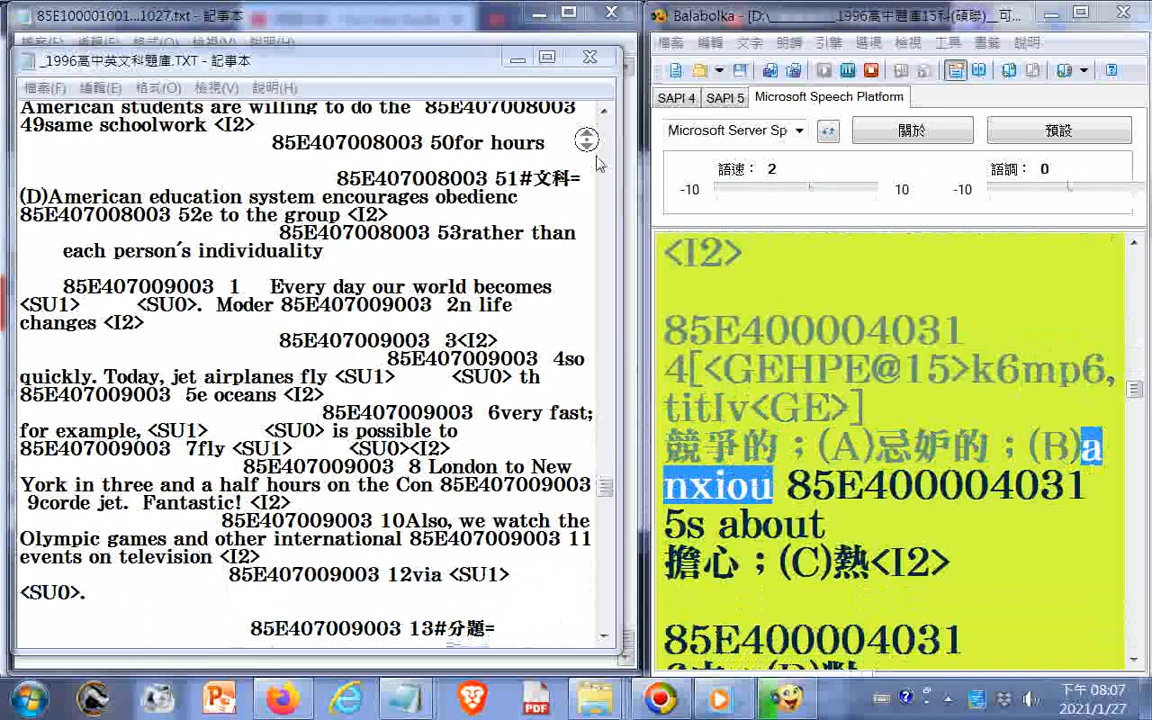 85E100001001...1027.txt - 記事本
_1996高中英文科題庫.TXT - 記事本
檔案(F) 編輯(E) 格式(O) 檢視(V) 說明(H)
American students are willing to do the 85E407008003
49same schoolwork <I2>
85E407008003 50for hours
85E407008003 51#文科=
(D)American education system encourages obedienc
85E407008003 52e to the group <I2>
85E407008003 53rather than
each person's individuality
85E407009003 1 Every day our world becomes
<SU1> <SU0>. Moder 85E407009003 2n life
changes <I2>
85E407009003 3<I2>
85E407009003 4so
quickly. Today, jet airplanes fly <SU1> <SU0> th
85E407009003 5e oceans <I2>
85E407009003 6very fast;
for example, <SU1> <SU0> is possible to
85E407009003 7fly <SU1> <SU0><I2>
85E407009003 8 London to New
York in three and a half hours on the Con 85E407009003
9corde jet. Fantastic! <I2>
85E407009003 10Also, we watch the
Olympic games and other international 85E407009003 11
events on television <I2>
85E407009003 12via <SU1>
<SU0>.
85E407009003 13#分題=
Balabolka - [D:\_________1996高中題庫15科(碩聯)__可...
檔案 編輯 文字 朗讀 引擎 選項 檢視 工具 書籤 說明
SAPI 4 SAPI 5 Microsoft Speech Platform
Microsoft Server Sp 關於 預設
語速： 2 語調： 0
-10 10 -10
<I2>
85E400004031
4[<GEHPE@15>k6mp6,
titIv<GE>]
競爭的；(A)忌妒的；(B)a
nxiou 85E400004031
5s about
擔心；(C)熱<I2>
85E400004031
PDF
下午 08:07
2021/1/27